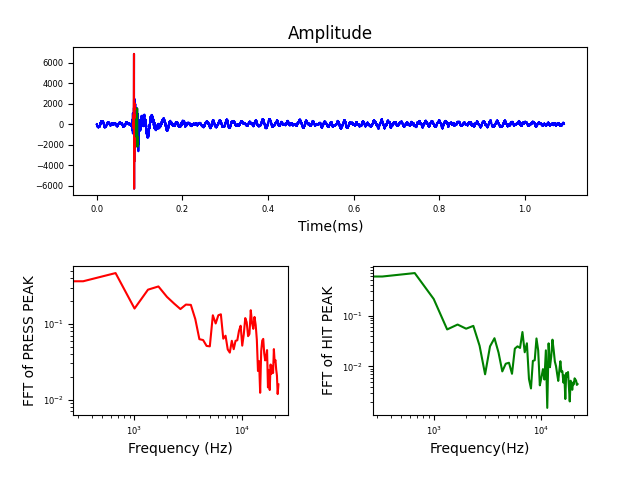 Amplitude
6000
4000
2000
0
−2000
−4000
−6000
0.0 0.2 0.4 0.6 0.8 1.0
Time(ms)
FFT of PRESS PEAK
10⁻¹
10⁻²
10³ 10⁴
Frequency (Hz)
FFT of HIT PEAK
10⁻¹
10⁻²
10³ 10⁴
Frequency(Hz)